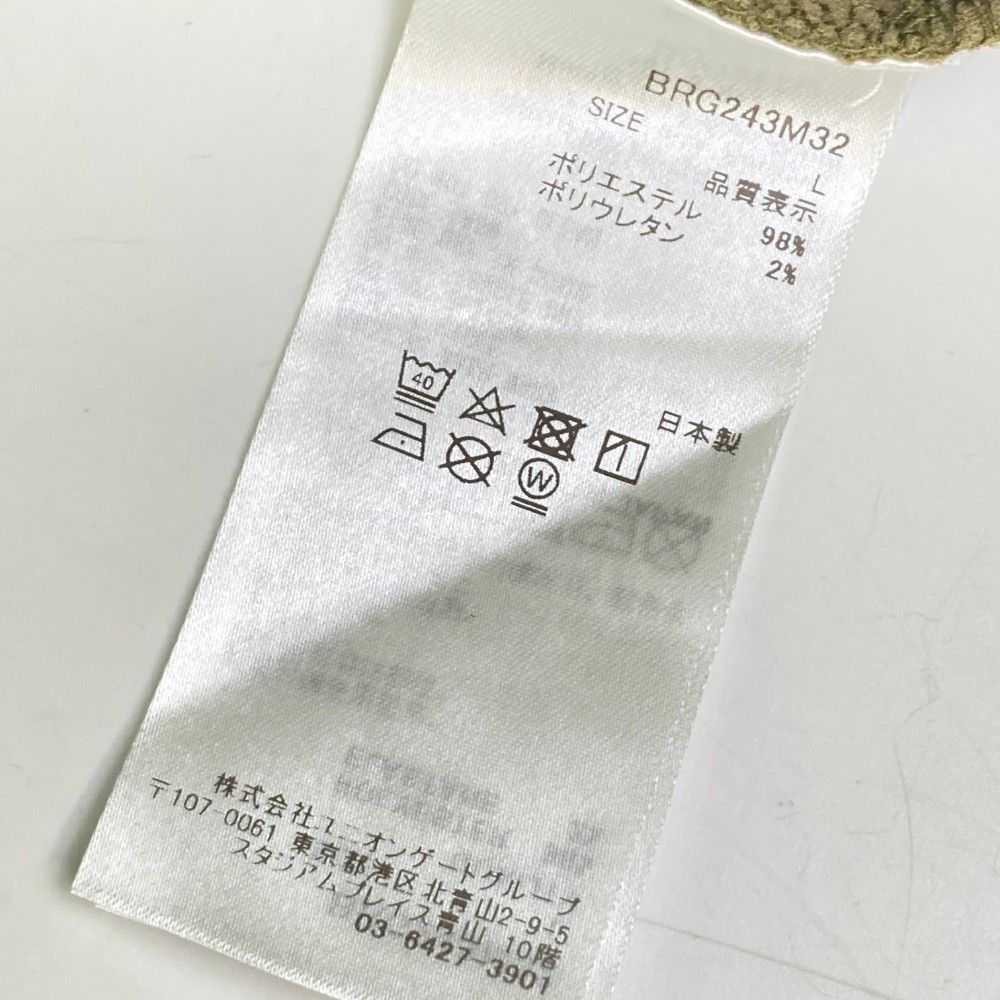 BRG243M32
SIZE L
品質表示
ポリエステル 98%
ポリウレタン 2%
日本製
40
W
株式会社ユニオンゲートグループ
〒107-0061 東京都港区北青山2-9-5
スタジアムプレイス青山 10階
03-6427-3901